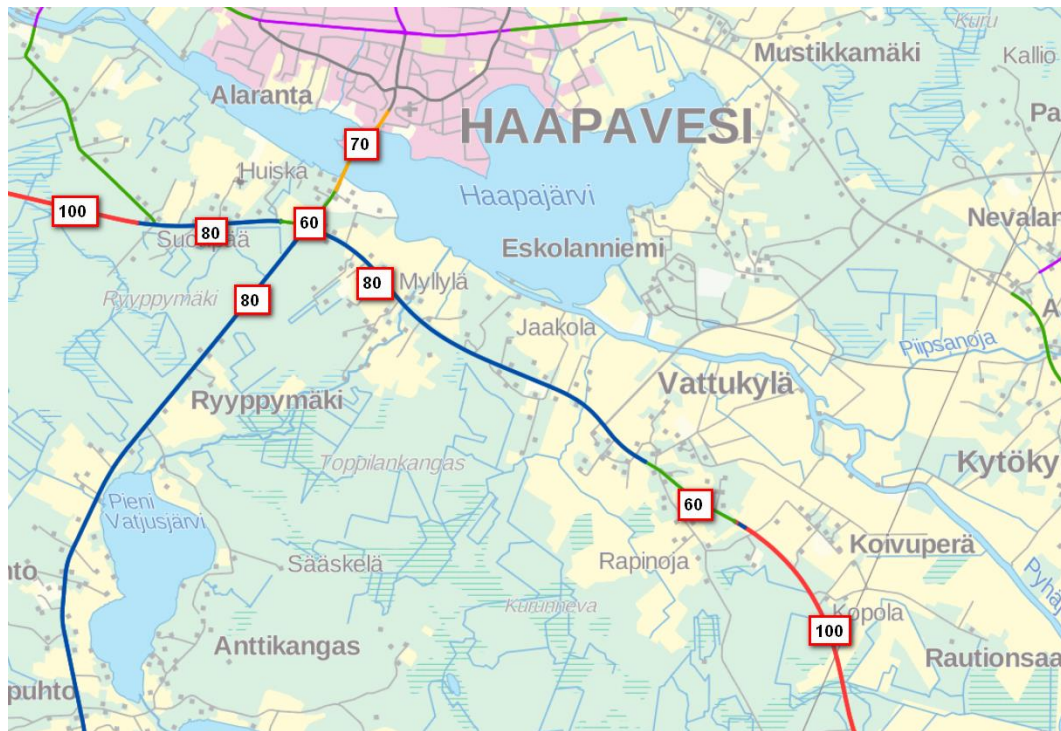 Kuru
Mustikkamäki
Kallio
Alaranta
HAAPAVESI
70
Huiska
Haapajärvi
100
60
Nevalan
80
Eskolanniemi
Ryyppymäki
80
80
Myllylä
Jaakola
Piipsanoja
Vattukylä
Ryyppymäki
Toppilankangas
Kytöky
Pieni
Vatjusjärvi
60
Koivuperä
Rapinoja
Sääskelä
Kurunneva
Kopola
100
Anttikangas
Rautionsaa
puhto